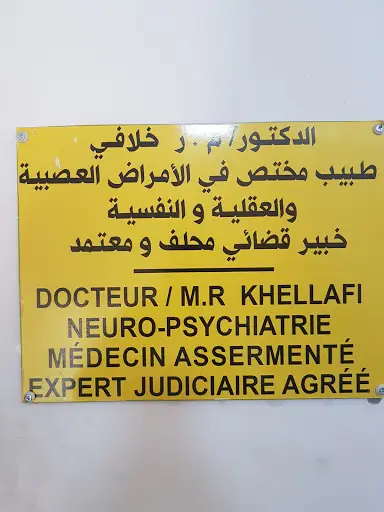 الدكتور/ م . ر خلافي
طبيب مختص في الأمراض العصبية
والعقلية و النفسية
خبير قضائي محلف و معتمد
DOCTEUR / M.R KHELLAFI
NEURO-PSYCHIATRIE
MÉDECIN ASSERMENTÉ
EXPERT JUDICIAIRE AGRÉÉ